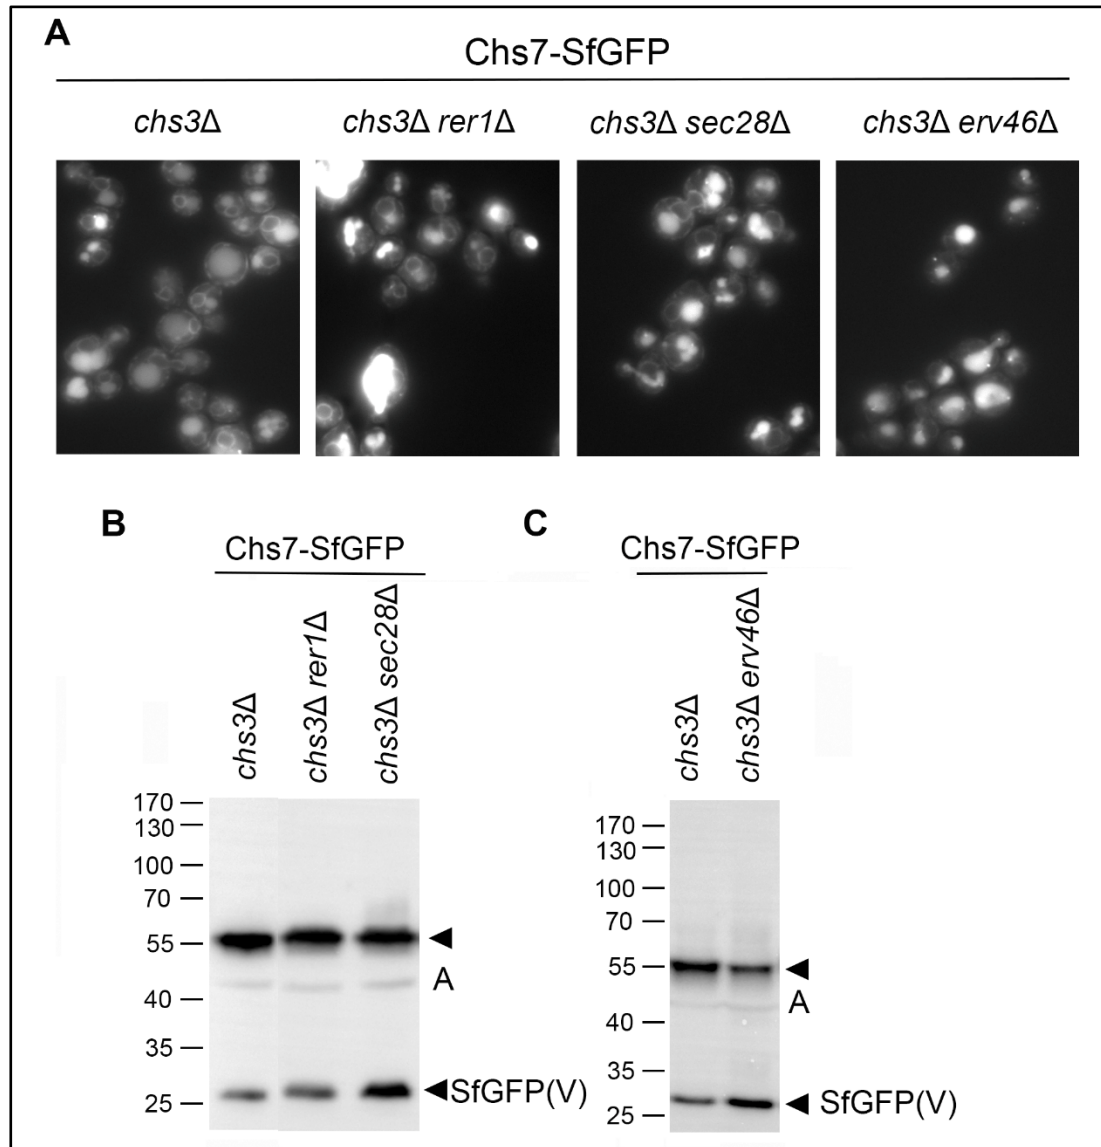 A
Chs7-SfGFP
chs3Δ
chs3Δ rer1Δ
chs3Δ sec28Δ
chs3Δ erv46Δ
B
Chs7-SfGFP
chs3Δ
chs3Δ rer1Δ
chs3Δ sec28Δ
170
130
100
70
55
40
35
25
A
SfGFP(V)
C
Chs7-SfGFP
chs3Δ
chs3Δ erv46Δ
170
130
100
70
55
40
35
25
A
SfGFP(V)